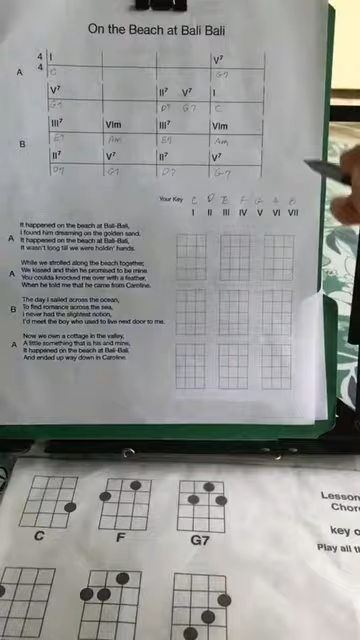 On the Beach at Bali Bali
4 I V7
4
A C G7
V7 II7 V7 I
G7 D7 G7 C
III7 VIm III7 VIm
E7 Am E7 Am
B
II7 V7 II7 V7
D7 G7 D7 G7
Your Key C D E F G A B
I II III IV V VI VII
It happened on the beach at Bali-Bali,
I found him dreaming on the golden sand.
A It happened on the beach at Bali-Bali,
It wasn't long till we were holdin' hands.
While we strolled along the beach together,
A We kissed and then he promised to be mine.
You coulda knocked me over with a feather,
When he told me that he came from Caroline.
The day I sailed across the ocean,
B To find romance across the sea,
I never had the slightest notion,
I'd meet the boy who used to live next door to me.
Now we own a cottage in the valley,
A A little something that is his and mine,
It happened on the beach at Bali-Bali.
And ended up way down in Caroline.
Lesson
Chor
C F G7
key o
Play all t